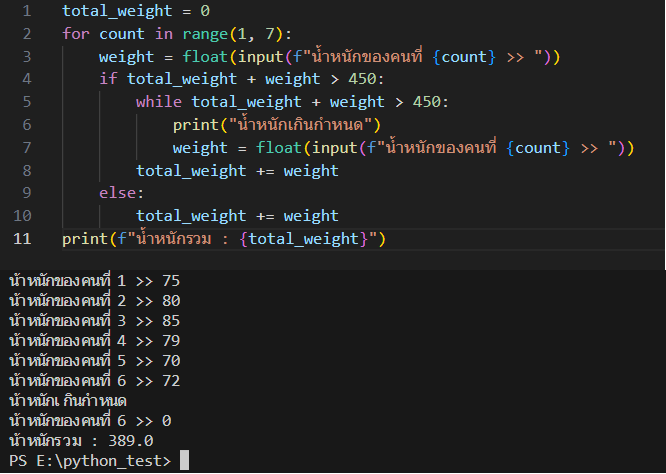 1 total_weight = 0
2 for count in range(1, 7):
3     weight = float(input(f"น้ำหนักของคนที่ {count} >> "))
4     if total_weight + weight > 450:
5         while total_weight + weight > 450:
6             print("น้ำหนักเกินกำหนด")
7             weight = float(input(f"น้ำหนักของคนที่ {count} >> "))
8         total_weight += weight
9     else:
10         total_weight += weight
11 print(f"น้ำหนักรวม : {total_weight}")
น้ำหนักของคนที่ 1 >> 75
น้ำหนักของคนที่ 2 >> 80
น้ำหนักของคนที่ 3 >> 85
น้ำหนักของคนที่ 4 >> 79
น้ำหนักของคนที่ 5 >> 70
น้ำหนักของคนที่ 6 >> 72
น้ำหนักเกินกำหนด
น้ำหนักของคนที่ 6 >> 0
น้ำหนักรวม : 389.0
PS E:\python_test>